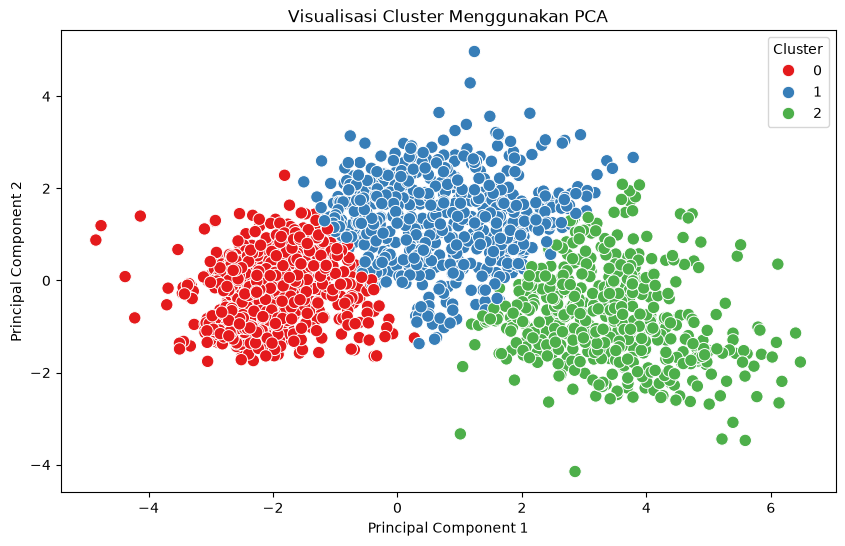 Visualisasi Cluster Menggunakan PCA
Cluster
0
1
2
Principal Component 2
4
2
0
−2
−4
−4 −2 0 2 4 6
Principal Component 1